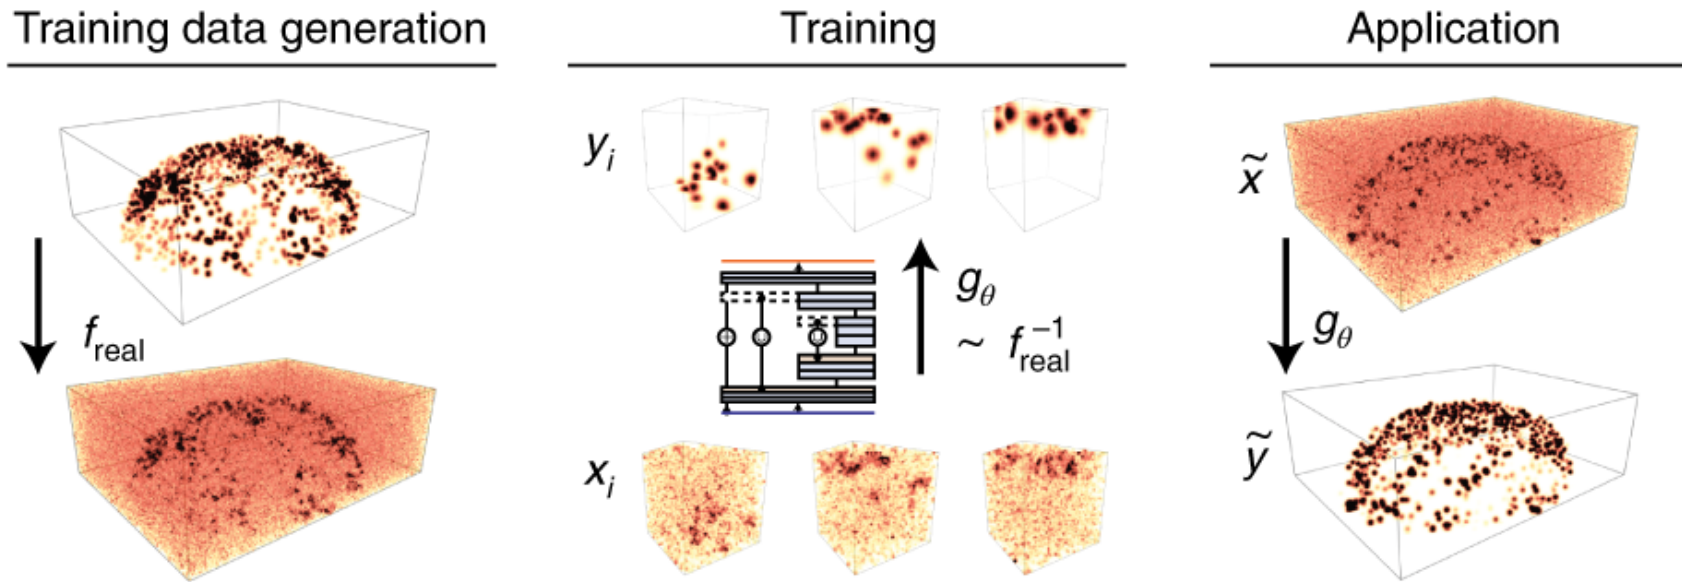 Training data generation
Training
Application
f_real
y_i
g_θ
~ f_real^−1
x_i
x̃
g_θ
ỹ